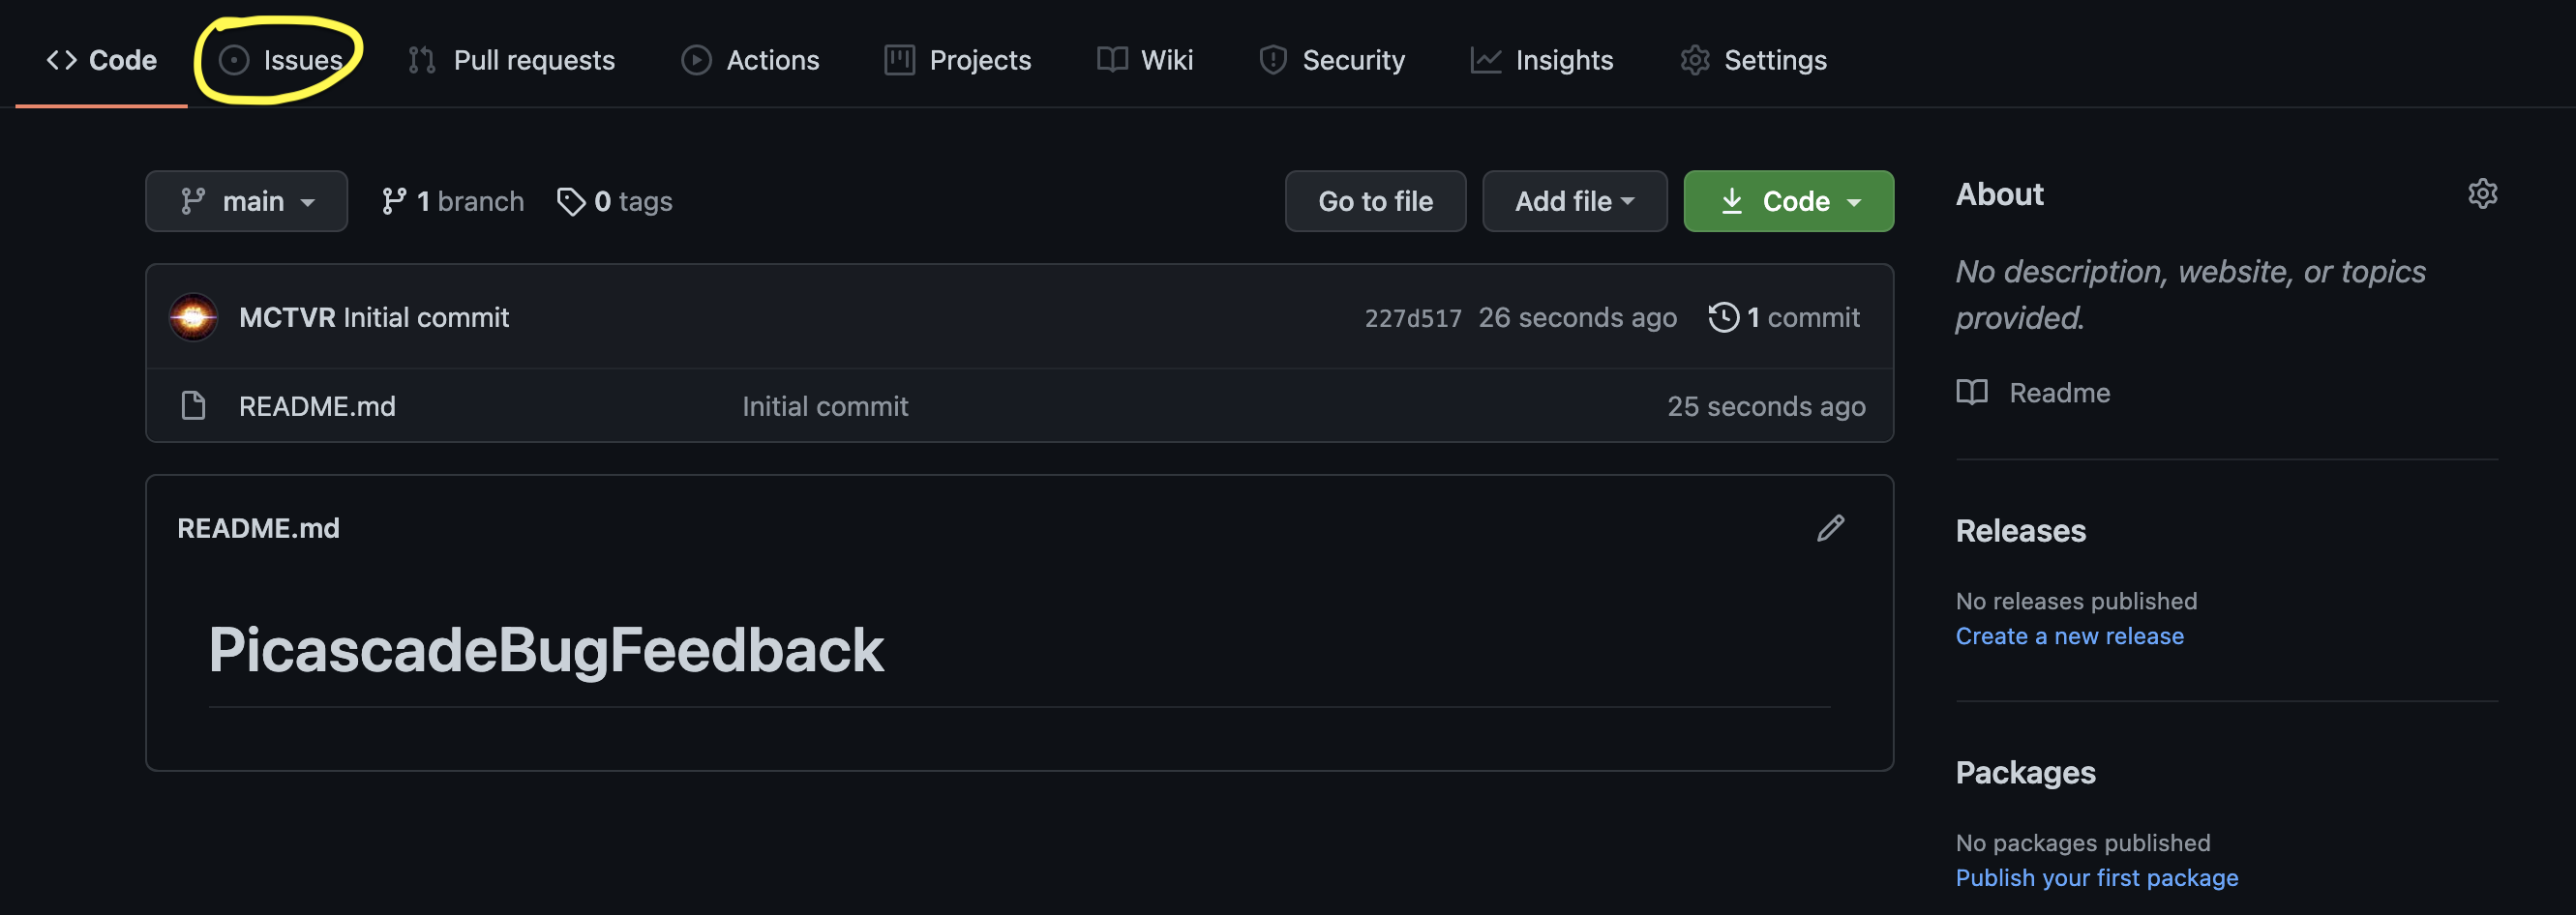 Code Issues Pull requests Actions Projects Wiki Security Insights Settings
main 1 branch 0 tags Go to file Add file Code
MCTVR Initial commit 227d517 26 seconds ago 1 commit
README.md Initial commit 25 seconds ago
README.md
PicascadeBugFeedback
About
No description, website, or topics
provided.
Readme
Releases
No releases published
Create a new release
Packages
No packages published
Publish your first package